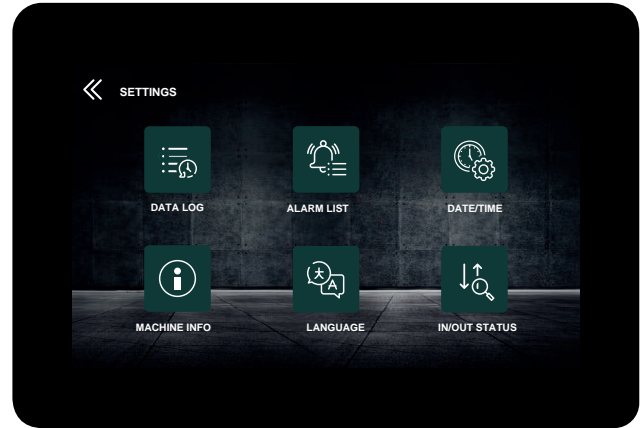 SETTINGS
DATA LOG
ALARM LIST
DATE/TIME
MACHINE INFO
LANGUAGE
IN/OUT STATUS